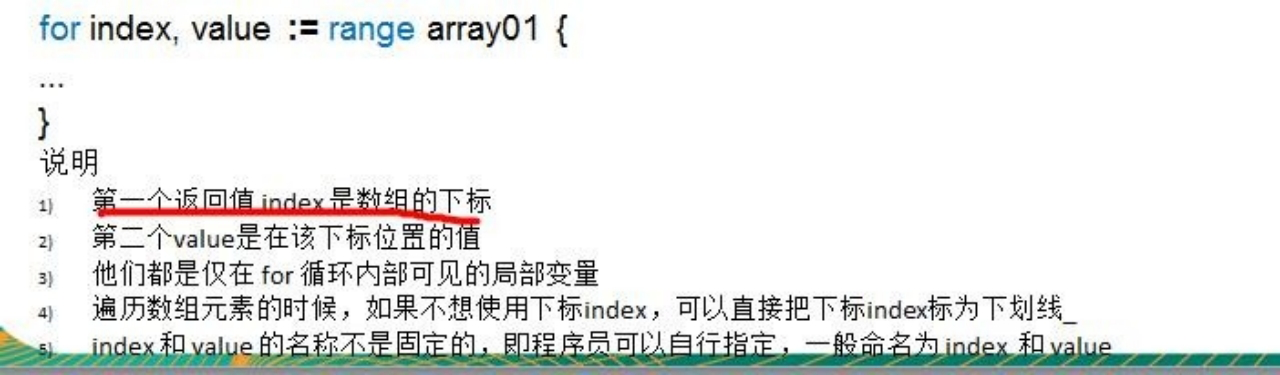 for index, value := range array01 {
...
}
说明
1) 第一个返回值 index是数组的下标
2) 第二个value是在该下标位置的值
3) 他们都是仅在 for 循环内部可见的局部变量
4) 遍历数组元素的时候，如果不想使用下标index，可以直接把下标index标为下划线_
5) index 和 value 的名称不是固定的，即程序员可以自行指定，一般命名为 index 和 value